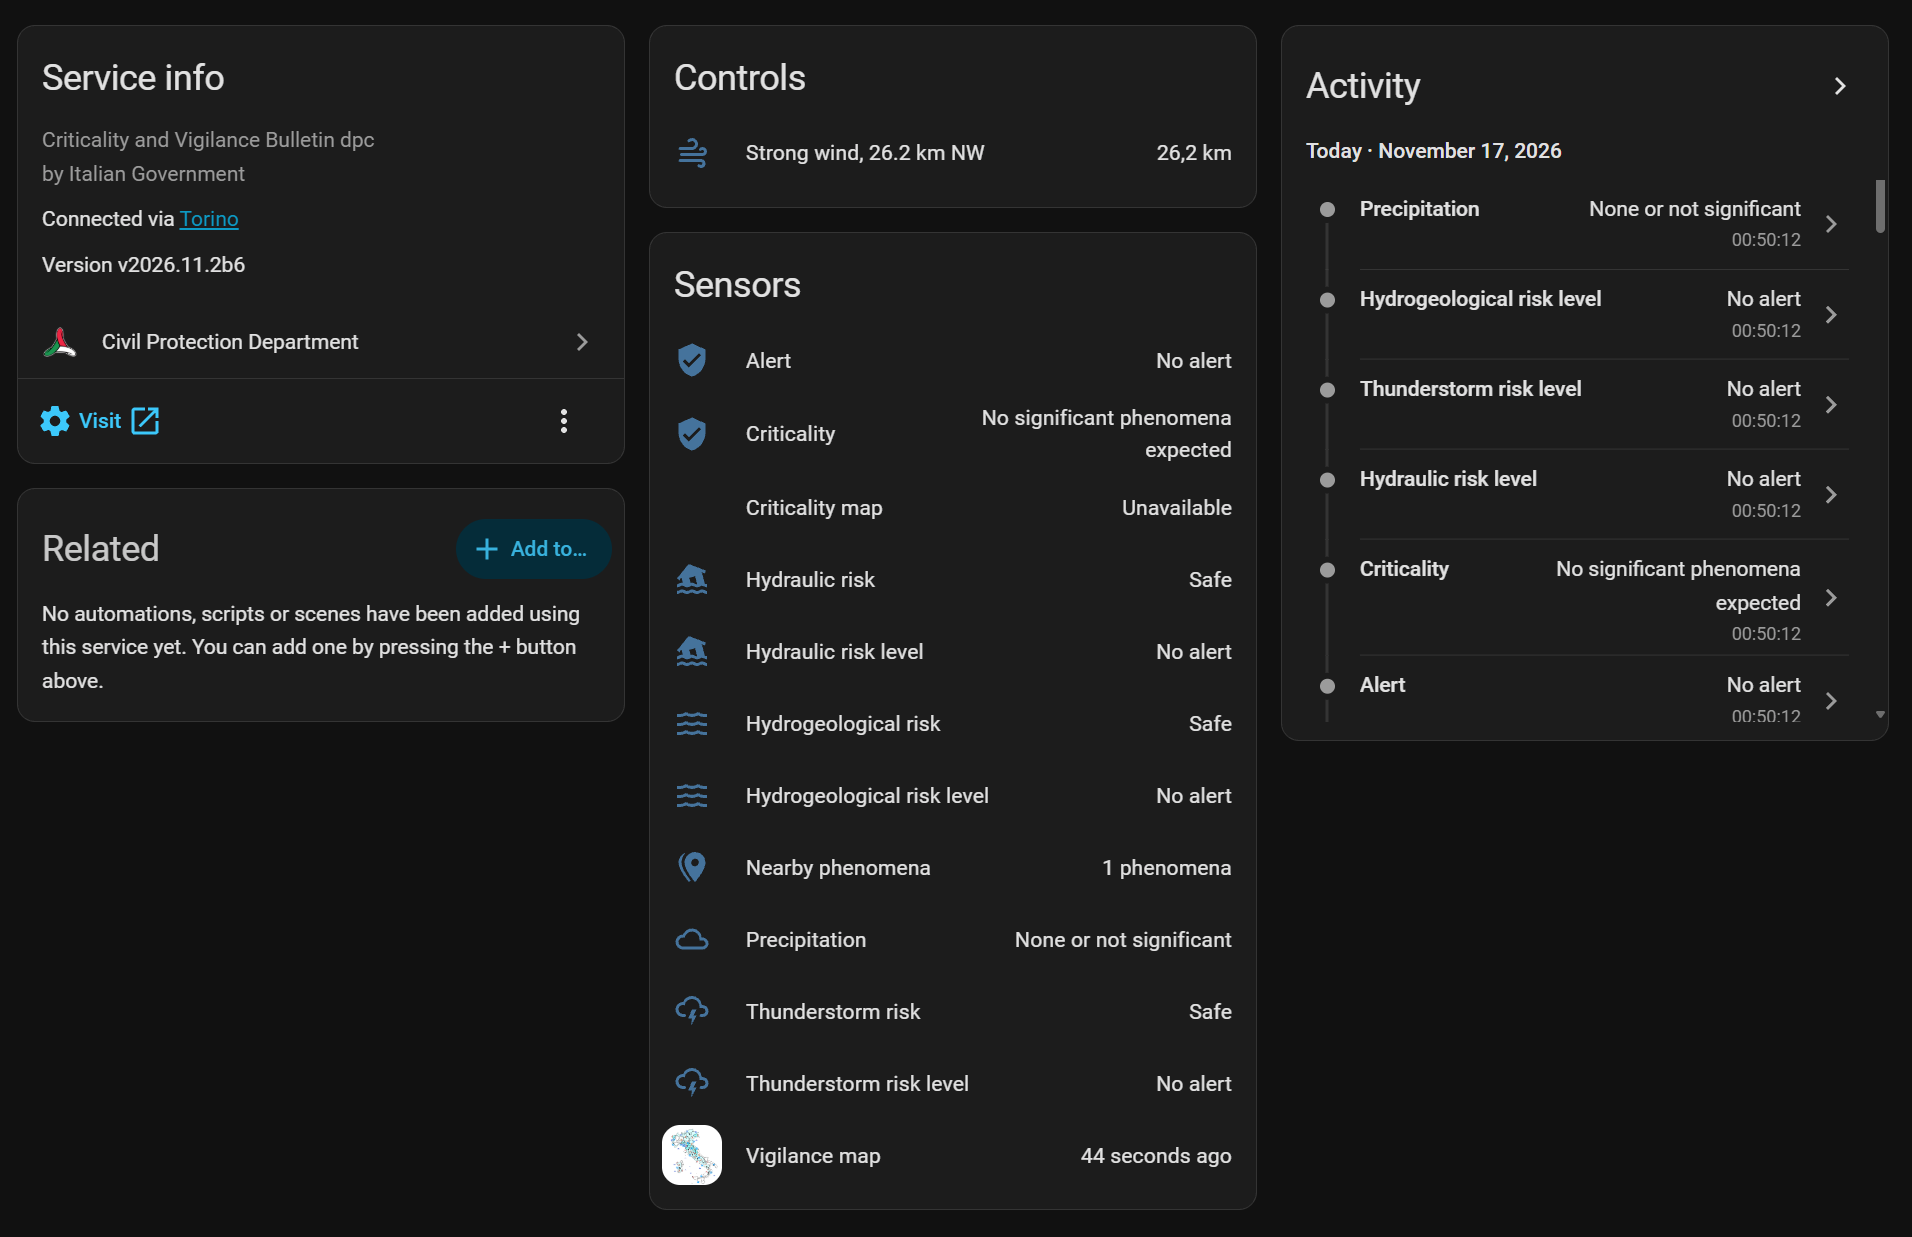 Service info
Criticality and Vigilance Bulletin dpc
by Italian Government
Connected via Torino
Version v2026.11.2b6
Civil Protection Department
Visit
Related
Add to...
No automations, scripts or scenes have been added using
this service yet. You can add one by pressing the + button
above.
Controls
Strong wind, 26.2 km NW 26,2 km
Sensors
Alert No alert
Criticality No significant phenomena
expected
Criticality map Unavailable
Hydraulic risk Safe
Hydraulic risk level No alert
Hydrogeological risk Safe
Hydrogeological risk level No alert
Nearby phenomena 1 phenomena
Precipitation None or not significant
Thunderstorm risk Safe
Thunderstorm risk level No alert
Vigilance map 44 seconds ago
Activity
Today · November 17, 2026
Precipitation None or not significant
00:50:12
Hydrogeological risk level No alert
00:50:12
Thunderstorm risk level No alert
00:50:12
Hydraulic risk level No alert
00:50:12
Criticality No significant phenomena
expected
00:50:12
Alert No alert
00:50:12